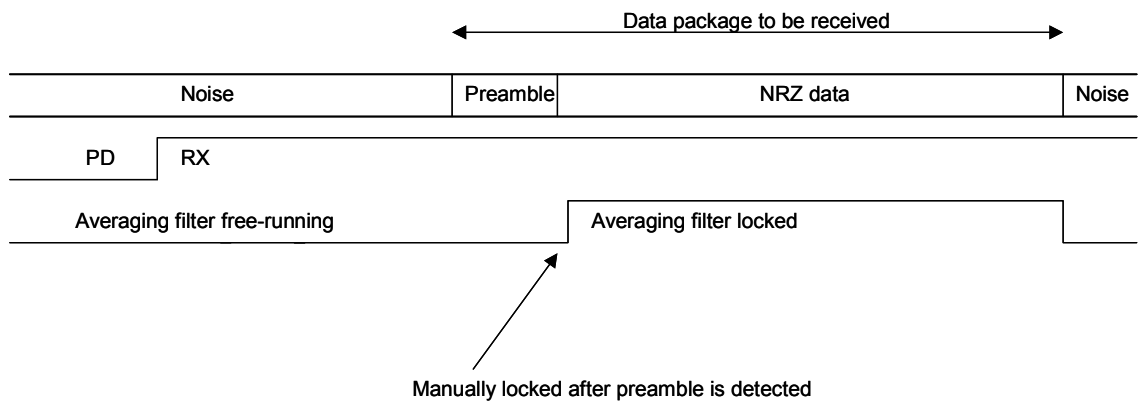 Data package to be received
Noise
Preamble
NRZ data
Noise
PD
RX
Averaging filter free-running
Averaging filter locked
Manually locked after preamble is detected